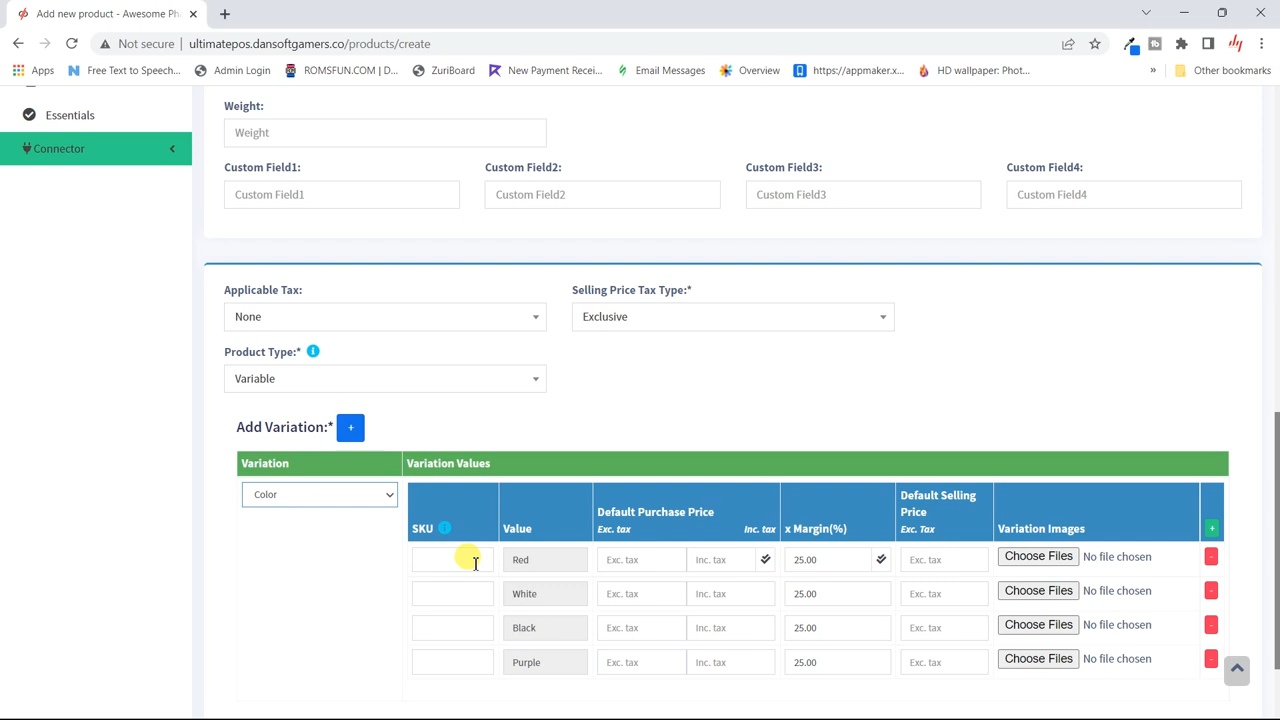 Add new product - Awesome Ph
Not secure
ultimatepos.dansoftgamers.co/products/create
Apps
Free Text to Speech...
Admin Login
ROMSFUN.COM | D...
ZuriBoard
New Payment Recei...
Email Messages
Overview
https://appmaker.x...
HD wallpaper: Phot...
»
Other bookmarks
Essentials
Connector
Weight:
Weight
Custom Field1:
Custom Field2:
Custom Field3:
Custom Field4:
Custom Field1
Custom Field2
Custom Field3
Custom Field4
Applicable Tax:
Selling Price Tax Type:*
None
Exclusive
Product Type:*
Variable
Add Variation:* +
Variation
Variation Values
Color
SKU
Value
Default Purchase Price
Exc. tax
Inc. tax
x Margin(%)
Default Selling
Price
Exc. Tax
Variation Images
+
Red Exc. tax Inc. tax 25.00 Exc. tax Choose Files No file chosen -
White Exc. tax Inc. tax 25.00 Exc. tax Choose Files No file chosen -
Black Exc. tax Inc. tax 25.00 Exc. tax Choose Files No file chosen -
Purple Exc. tax Inc. tax 25.00 Exc. tax Choose Files No file chosen -